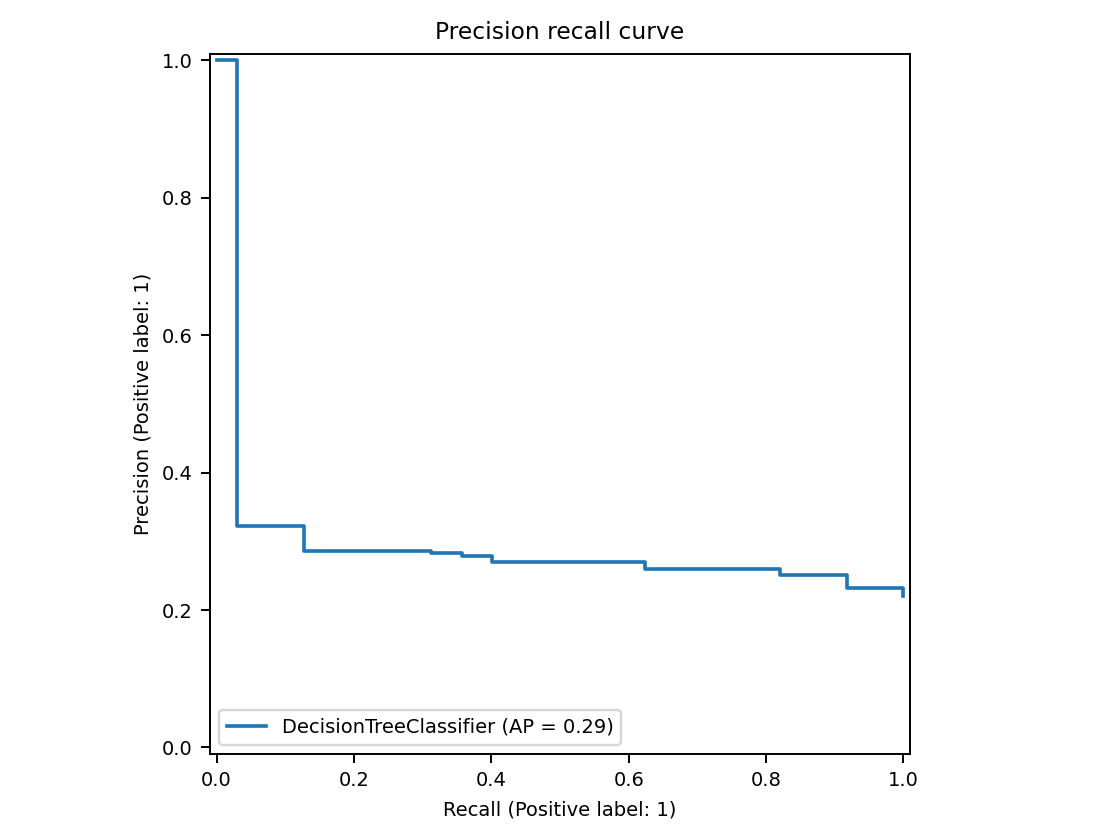 Precision recall curve
1.0
0.8
0.6
0.4
0.2
0.0
Precision (Positive label: 1)
DecisionTreeClassifier (AP = 0.29)
0.0 0.2 0.4 0.6 0.8 1.0
Recall (Positive label: 1)